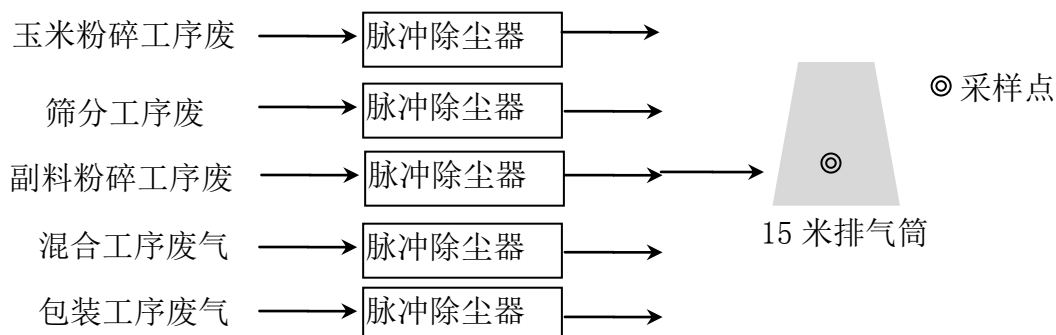 玉米粉碎工序废 脉冲除尘器
◎采样点
筛分工序废 脉冲除尘器
副料粉碎工序废 脉冲除尘器
15 米排气筒
混合工序废气 脉冲除尘器
包装工序废气 脉冲除尘器